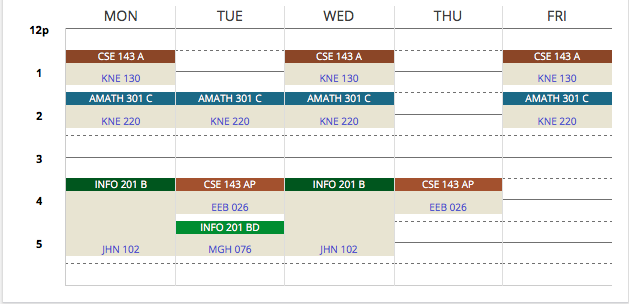 MON TUE WED THU FRI
12p
CSE 143 A CSE 143 A CSE 143 A
1
KNE 130 KNE 130 KNE 130
AMATH 301 C AMATH 301 C AMATH 301 C AMATH 301 C
2
KNE 220 KNE 220 KNE 220 KNE 220
3
INFO 201 B CSE 143 AP INFO 201 B CSE 143 AP
4
EEB 026 EEB 026
INFO 201 BD
5
JHN 102 MGH 076 JHN 102